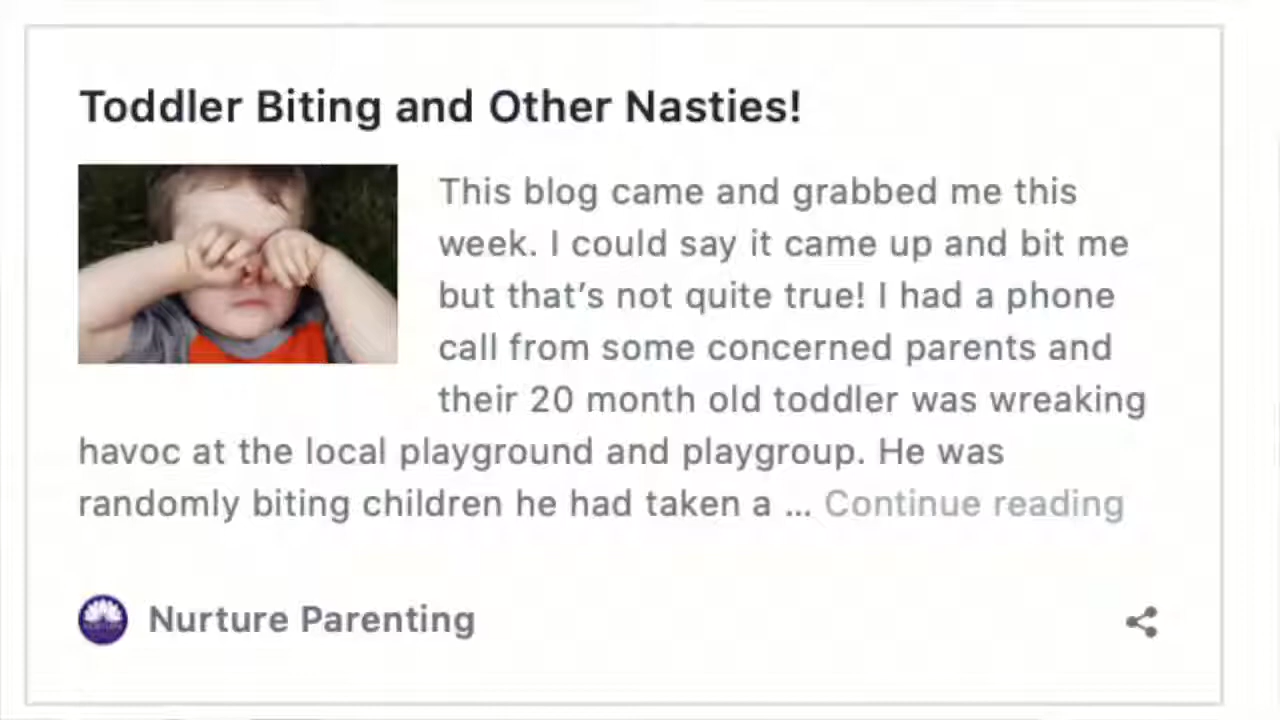 Toddler Biting and Other Nasties!
This blog came and grabbed me this
week. I could say it came up and bit me
but that’s not quite true! I had a phone
call from some concerned parents and
their 20 month old toddler was wreaking
havoc at the local playground and playgroup. He was
randomly biting children he had taken a ... Continue reading
Nurture Parenting